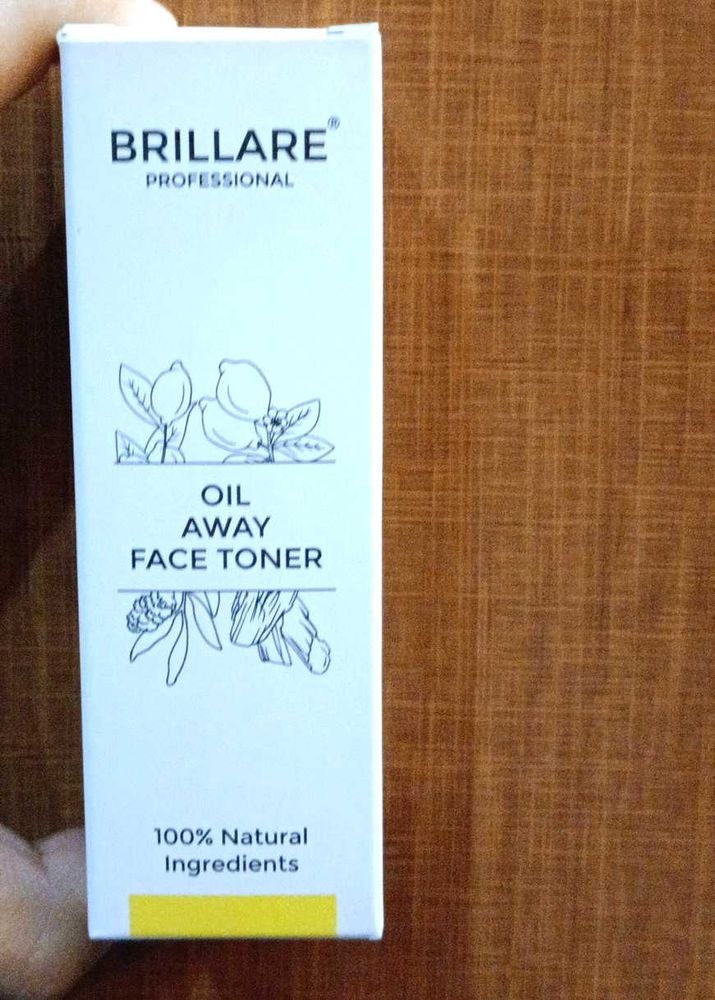 BRILLARE®
PROFESSIONAL
OIL
AWAY
FACE TONER
100% Natural
Ingredients